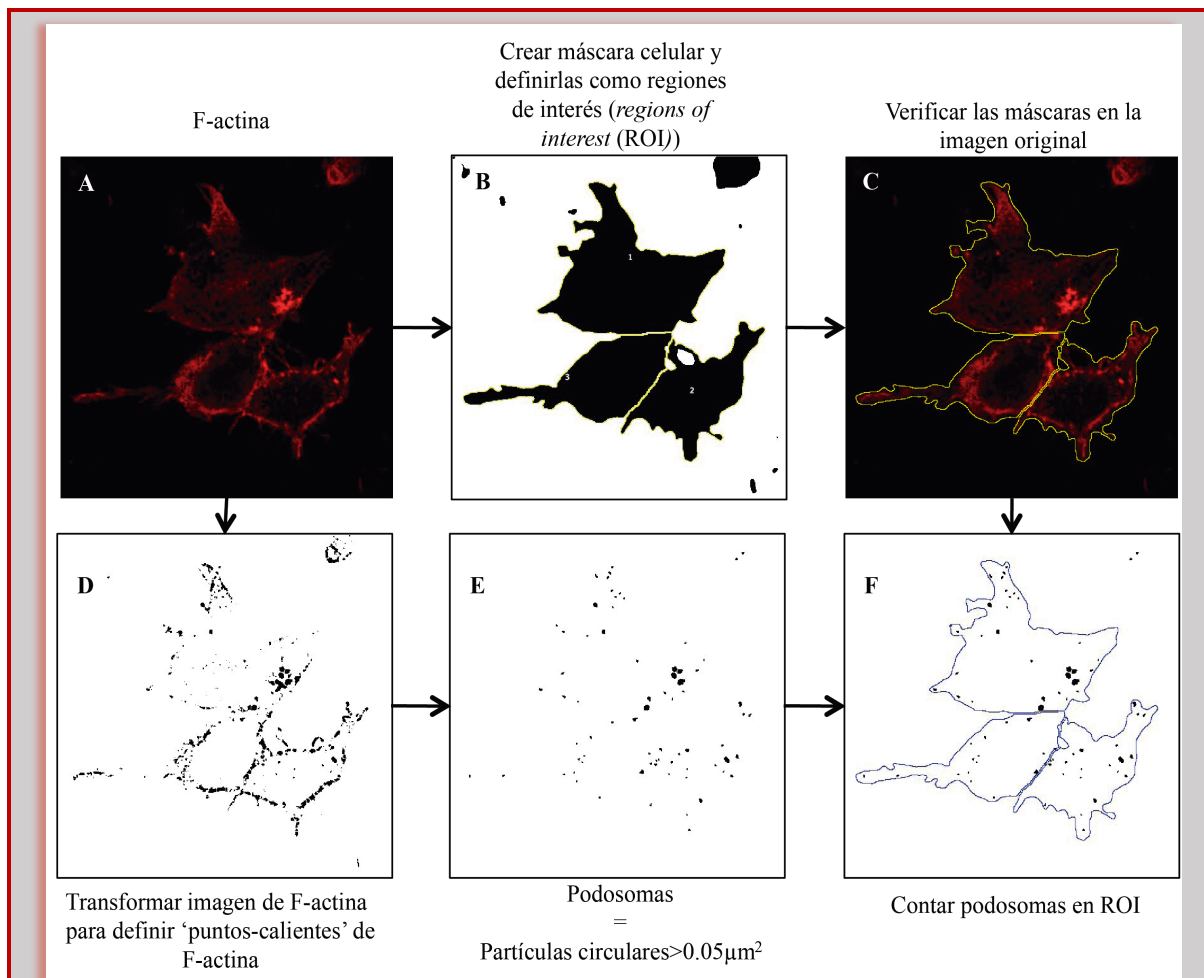 F-actina
Crear máscara celular y
definirlas como regiones
de interés (regions of
interest (ROI))
Verificar las máscaras en la
imagen original
A
B
C
1
3
2
D
E
F
Transformar imagen de F-actina
para definir ‘puntos-calientes’ de
F-actina
Podosomas
=
Partículas circulares>0.05µm²
Contar podosomas en ROI